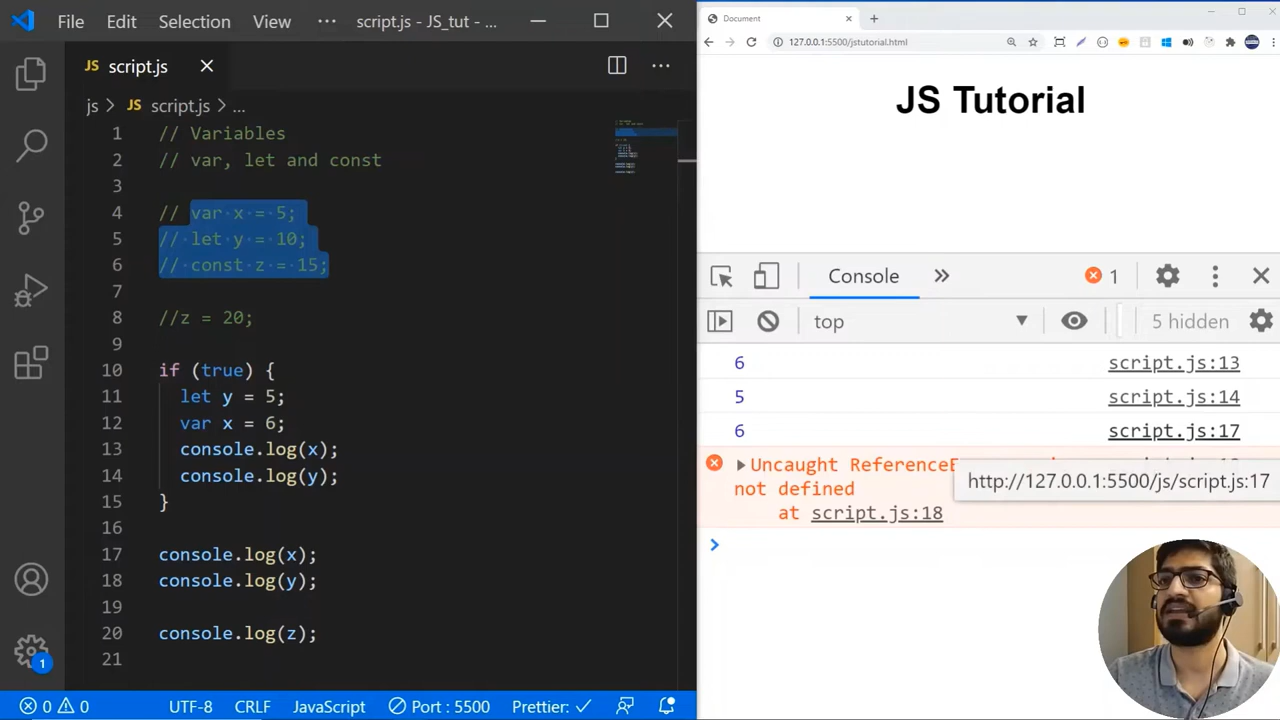 File Edit Selection View ··· script.js - JS_tut - ...
JS script.js
js > JS script.js > ...
1 // Variables
2 // var, let and const
3
4 // var x = 5;
5 // let y = 10;
6 // const z = 15;
7
8 //z = 20;
9
10 if (true) {
11 let y = 5;
12 var x = 6;
13 console.log(x);
14 console.log(y);
15 }
16
17 console.log(x);
18 console.log(y);
19
20 console.log(z);
21
1
0 0 UTF-8 CRLF JavaScript Port : 5500 Prettier: ✓
Document
127.0.0.1:5500/jstutorial.html
JS Tutorial
Console 1
top 5 hidden
6 script.js:13
5 script.js:14
6 script.js:17
Uncaught
http://127.0.0.1:5500/js/script.js:17
not defined
at script.js:18